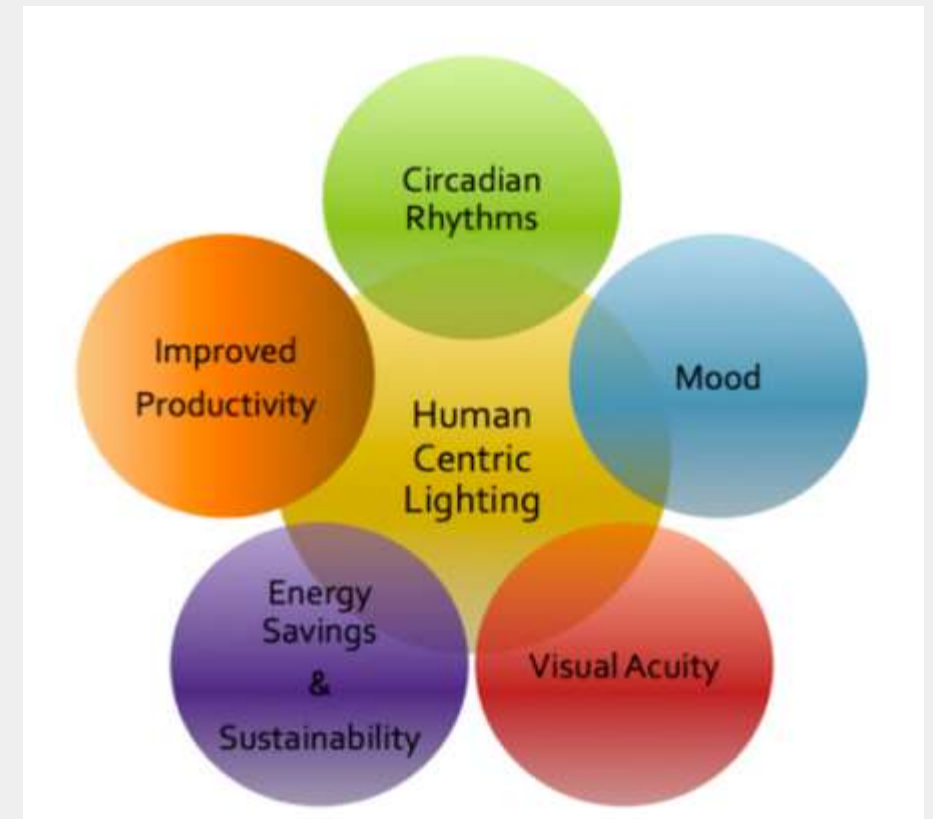 Circadian
Rhythms
Improved
Productivity
Mood
Human
Centric
Lighting
Energy
Savings
&
Sustainability
Visual Acuity